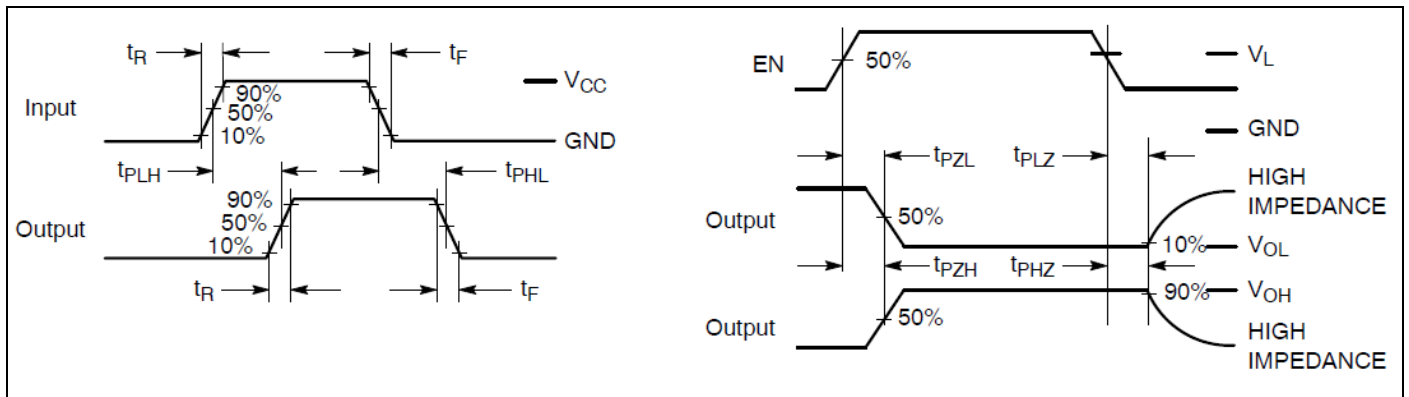 tR
tF
VCC
Input
90%
50%
10%
GND
tPLH
tPHL
Output
90%
50%
10%
tR
tF
EN
50%
VL
GND
tPZL
tPLZ
HIGH
IMPEDANCE
Output
50%
10%
VOL
tPZH
tPHZ
90%
VOH
Output
50%
HIGH
IMPEDANCE